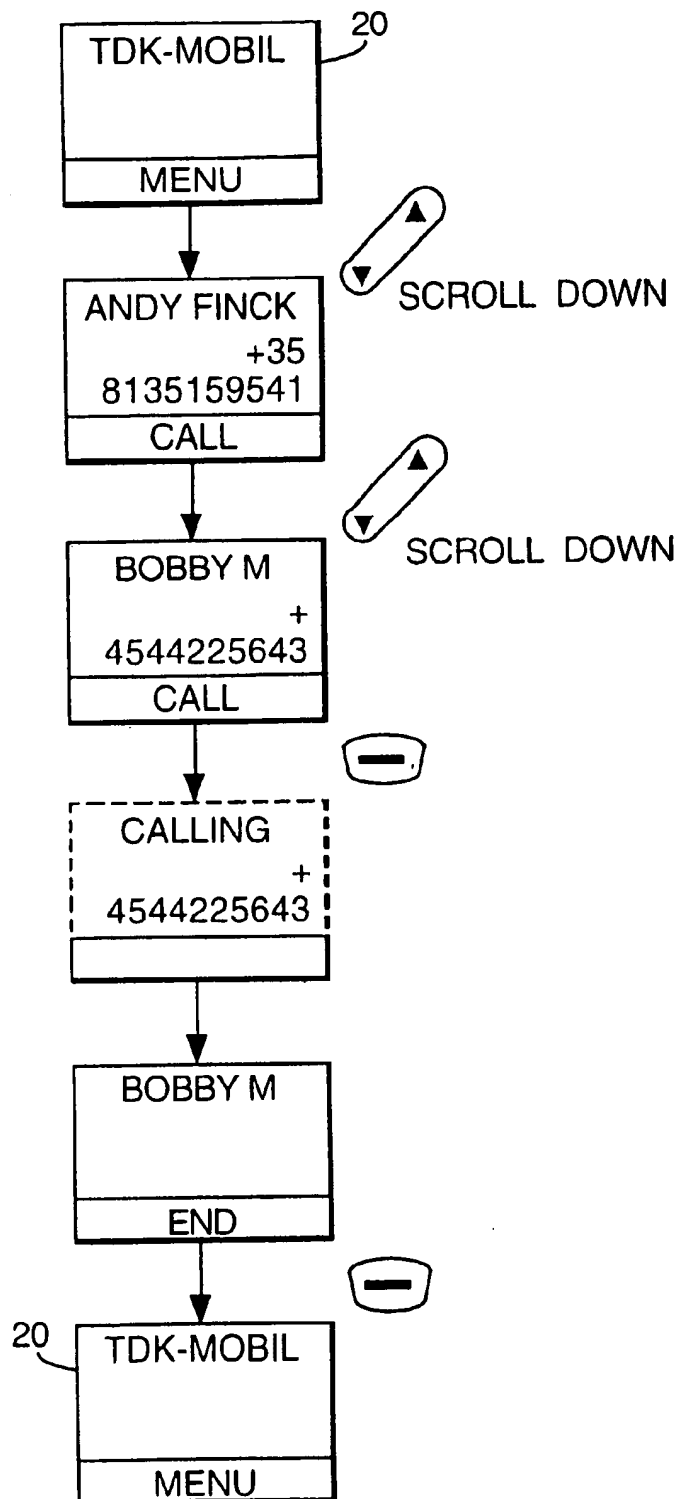 TDK-MOBIL
20
MENU
SCROLL DOWN
ANDY FINCK
+35
8135159541
CALL
SCROLL DOWN
BOBBY M
+
4544225643
CALL
CALLING
+
4544225643
BOBBY M
END
20
TDK-MOBIL
MENU